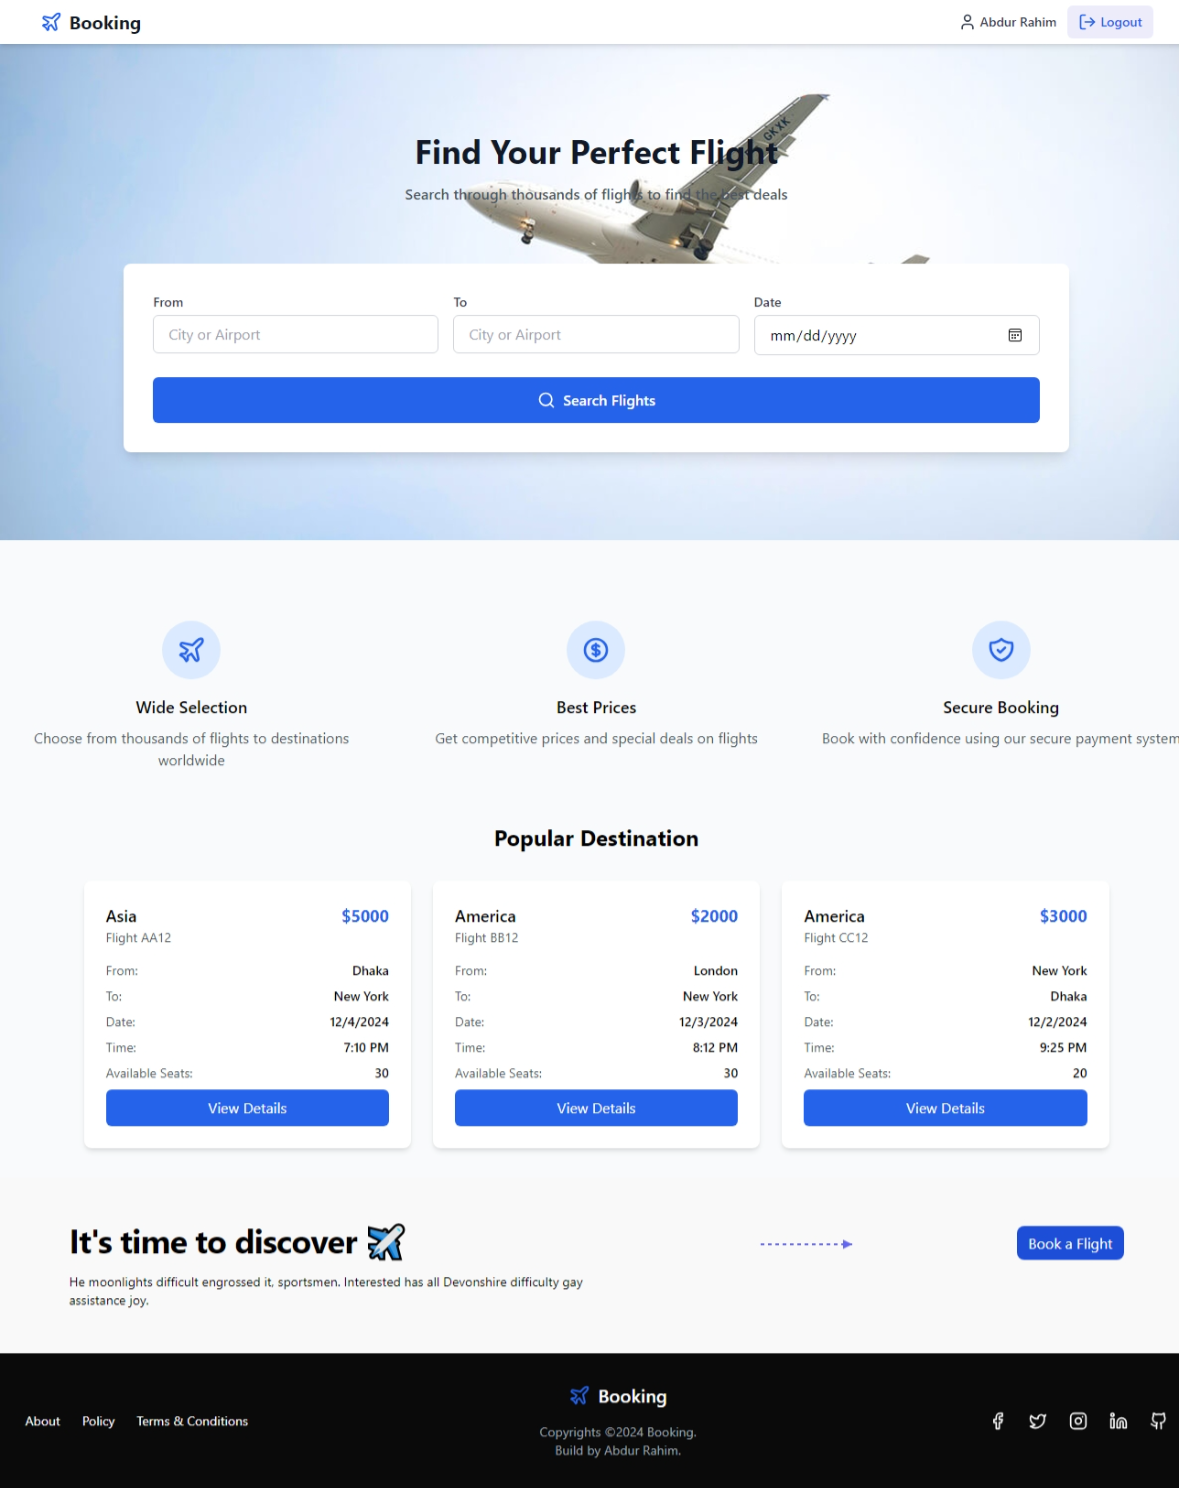 Booking
Abdur Rahim
Logout
GKXK
Find Your Perfect Flight
Search through thousands of flights to find the best deals
From
To
Date
City or Airport
City or Airport
mm/dd/yyyy
Search Flights
Wide Selection
Choose from thousands of flights to destinations
worldwide
Best Prices
Get competitive prices and special deals on flights
Secure Booking
Book with confidence using our secure payment system
Popular Destination
Asia $5000
Flight AA12
From: Dhaka
To: New York
Date: 12/4/2024
Time: 7:10 PM
Available Seats: 30
View Details
America $2000
Flight BB12
From: London
To: New York
Date: 12/3/2024
Time: 8:12 PM
Available Seats: 30
View Details
America $3000
Flight CC12
From: New York
To: Dhaka
Date: 12/2/2024
Time: 9:25 PM
Available Seats: 20
View Details
It's time to discover ✈️
He moonlights difficult engrossed it, sportsmen. Interested has all Devonshire difficulty gay
assistance joy.
Book a Flight
About Policy Terms & Conditions
Booking
Copyrights ©2024 Booking.
Build by Abdur Rahim.